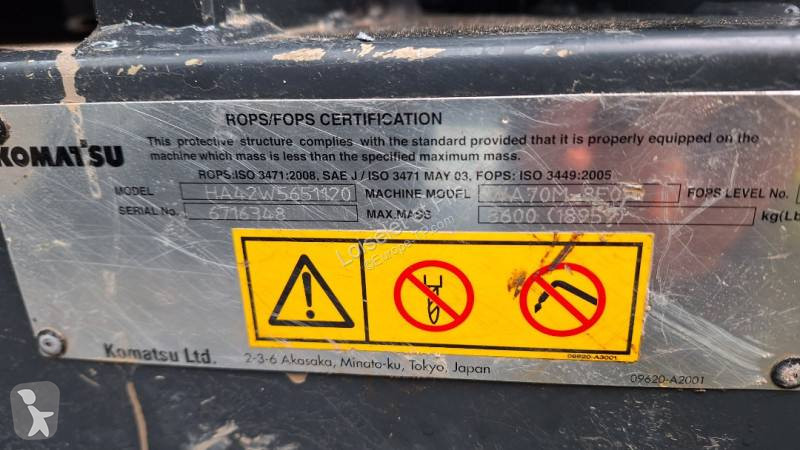 ROPS/FOPS CERTIFICATION
KOMATSU
This protective structure complies with the standard provided that it is properly equipped on the
machine which mass is less than the specified maximum mass.
ROPS:ISO 3471:2008, SAE J / ISO 3471 MAY 03, FOPS: ISO 3449:2005
MODEL HA42W5651120 MACHINE MODEL FOPS LEVEL No.
SERIAL No. 6716348 MAX.MASS 8600 kg(Lb
09620-A3001
Komatsu Ltd.
2-3-6 Akasaka, Minato-ku, Tokyo, Japan
09620-A2001